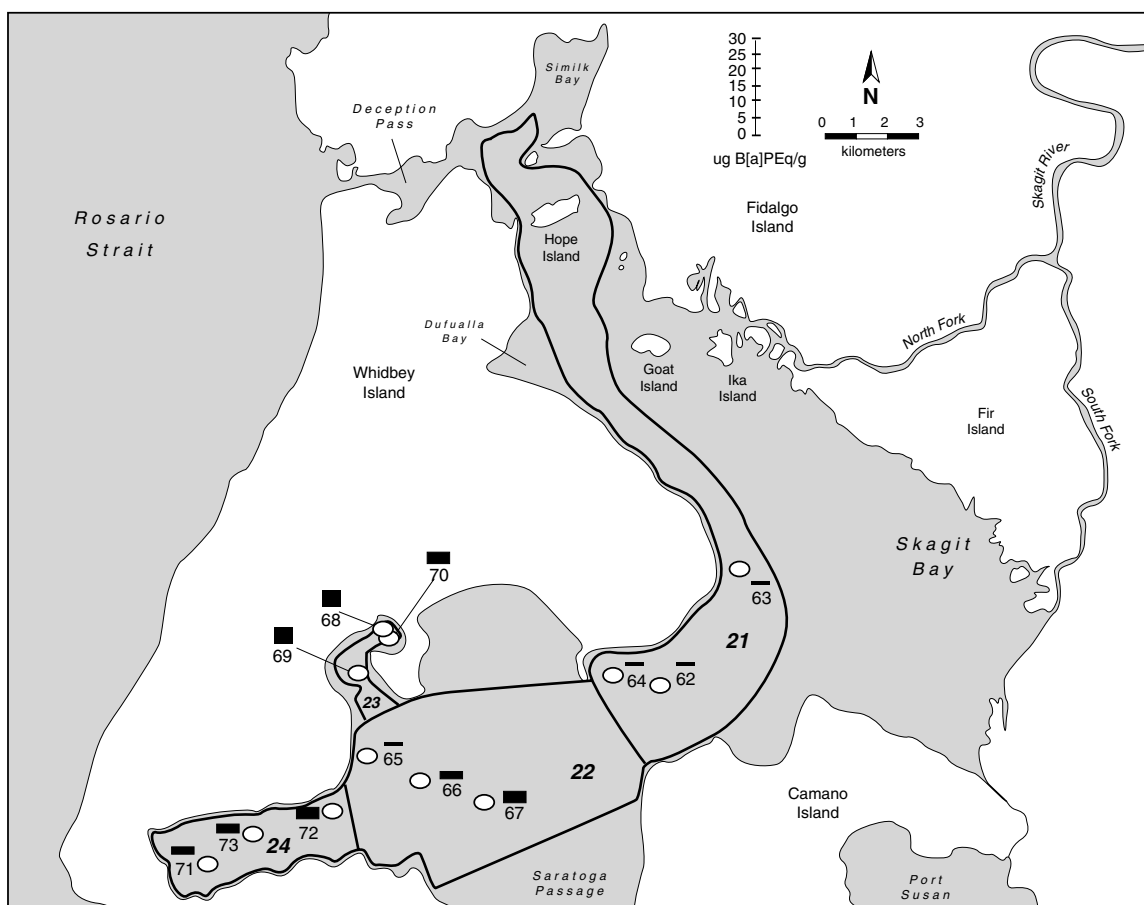 30
25
20
15
10
5
0
ug B[a]PEq/g
N
0 1 2 3
kilometers
Similk
Bay
Deception
Pass
Rosario
Strait
Hope
Island
Fidalgo
Island
Skagit River
North Fork
South Fork
Dufualla
Bay
Whidbey
Island
Goat
Island
Ika
Island
Fir
Island
Skagit
Bay
70
68
69
63
21
64
62
23
65
22
66
67
Camano
Island
72
73
24
71
Saratoga
Passage
Port
Susan